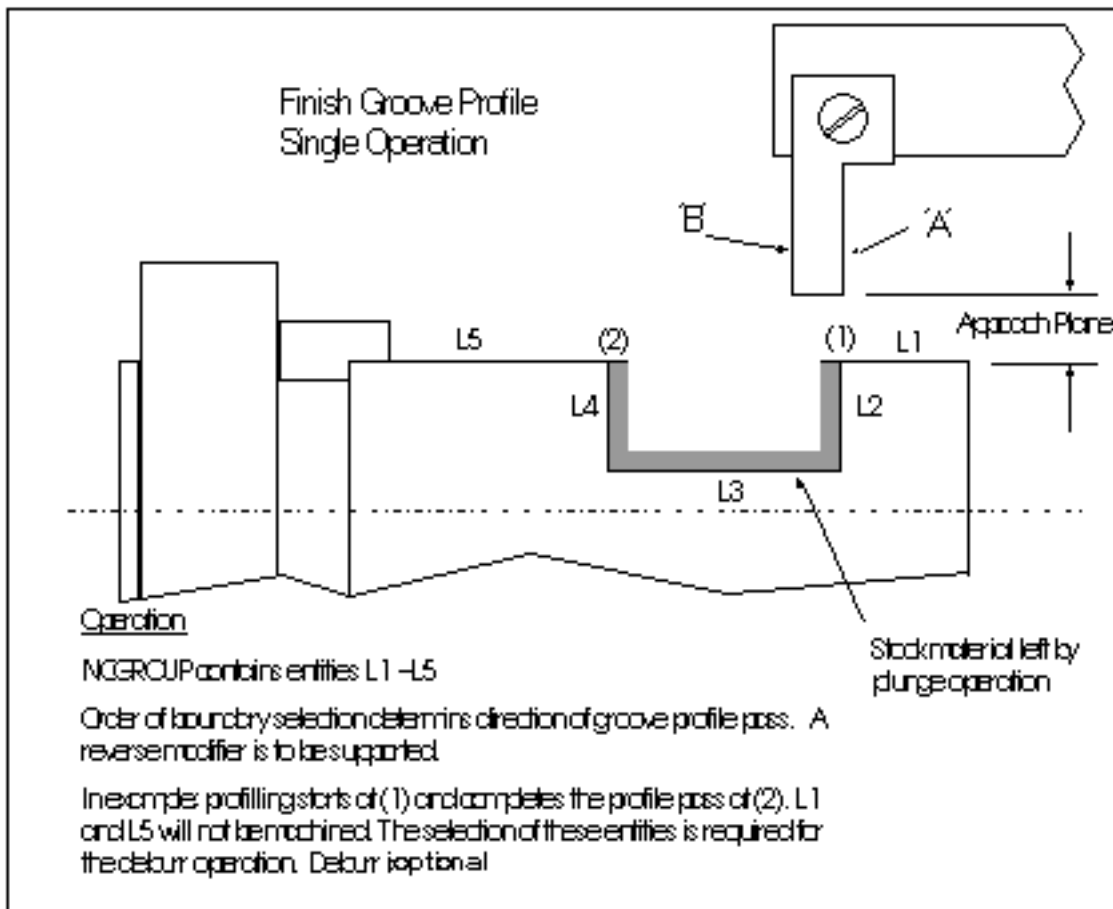 Finish Groove Profile
Single Operation
'B'
'A'
Approach Plane
L5
(2)
(1)
L1
L4
L2
L3
Operation
Stock material left by
plunge operation
NCGROUP contains entities L1 -L5
Order of boundry selection determins direction of groove profile pass. A
reverse modifier is to be supported.
In example profilling starts at (1) and completes the profile pass at (2). L1
and L5 will not be machined. The selection of these entities is required for
the deburr operation. Deburr is optional